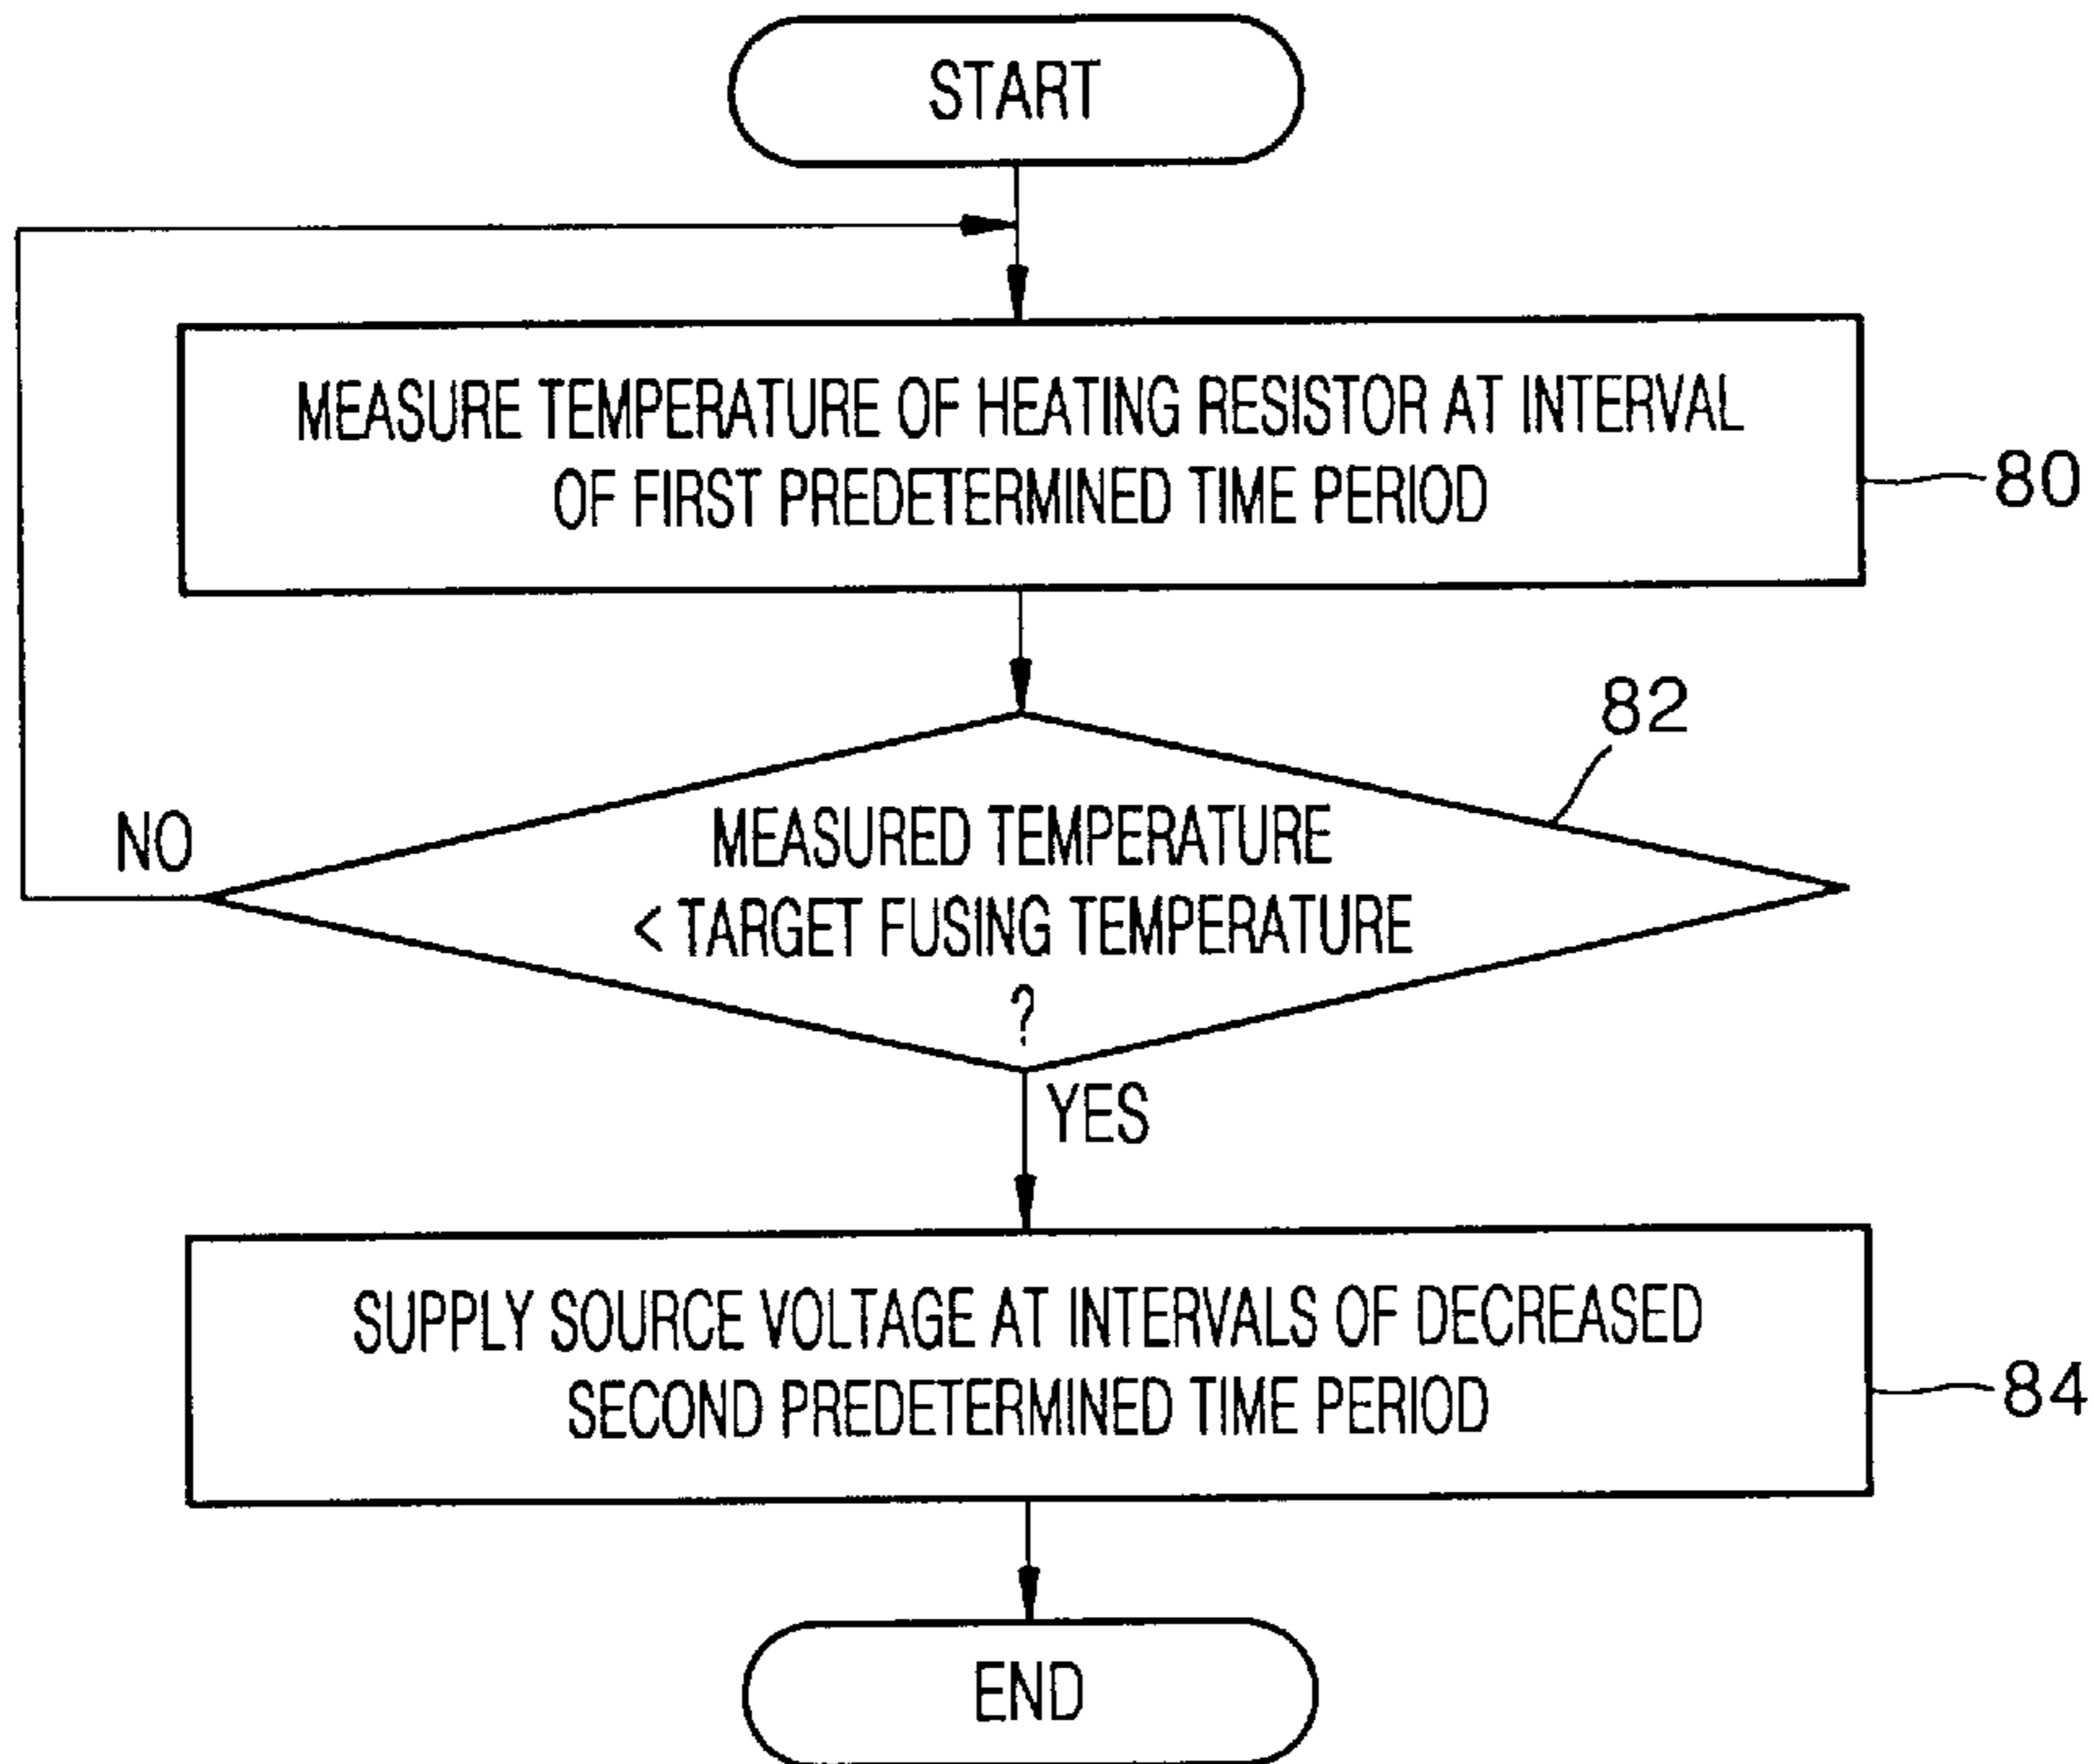 START
MEASURE TEMPERATURE OF HEATING RESISTOR AT INTERVAL
OF FIRST PREDETERMINED TIME PERIOD
80
82
MEASURED TEMPERATURE
< TARGET FUSING TEMPERATURE
?
NO
YES
SUPPLY SOURCE VOLTAGE AT INTERVALS OF DECREASED
SECOND PREDETERMINED TIME PERIOD
84
END